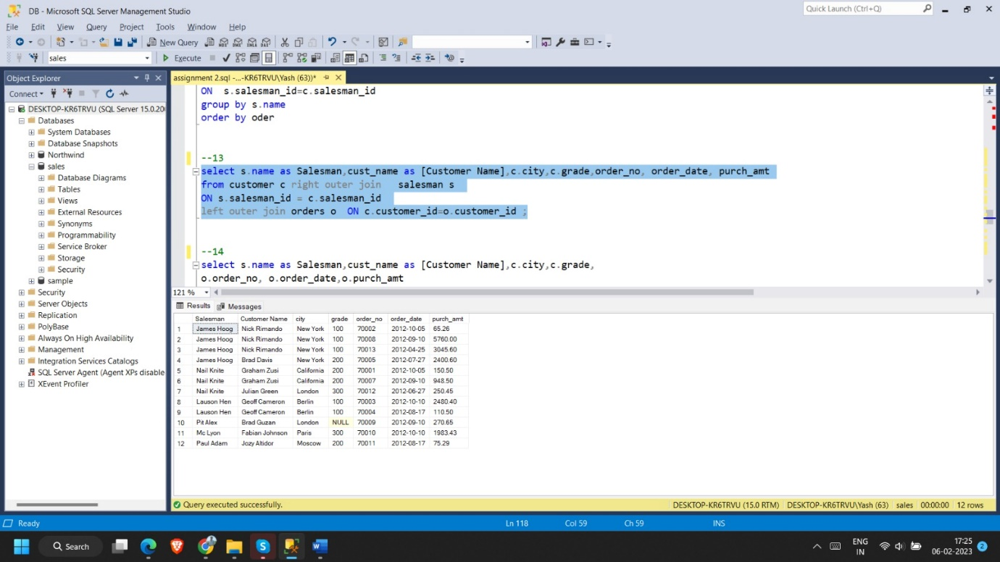 DB - Microsoft SQL Server Management Studio
Quick Launch (Ctrl+Q)
File Edit View Query Project Tools Window Help
New Query
sales Execute
Object Explorer
Connect
DESKTOP-KR6TRVU (SQL Server 15.0.200
Databases
System Databases
Database Snapshots
Northwind
sales
Database Diagrams
Tables
Views
External Resources
Synonyms
Programmability
Service Broker
Storage
Security
sample
Security
Server Objects
Replication
PolyBase
Always On High Availability
Management
Integration Services Catalogs
SQL Server Agent (Agent XPs disable
XEvent Profiler
assignment 2.sql -...-KR6TRVU\Yash (63))*
ON  s.salesman_id=c.salesman_id
group by s.name
order by oder
--13
select s.name as Salesman,cust_name as [Customer Name],c.city,c.grade,order_no, order_date, purch_amt
from customer c right outer join   salesman s
ON s.salesman_id = c.salesman_id
left outer join orders o  ON c.customer_id=o.customer_id ;
--14
select s.name as Salesman,cust_name as [Customer Name],c.city,c.grade,
o.order_no, o.order_date,o.purch_amt
121 %
Results Messages
Salesman Customer Name city grade order_no order_date purch_amt
1 James Hoog Nick Rimando New York 100 70002 2012-10-05 65.26
2 James Hoog Nick Rimando New York 100 70008 2012-09-10 5760.00
3 James Hoog Nick Rimando New York 100 70013 2012-04-25 3045.60
4 James Hoog Brad Davis New York 200 70005 2012-07-27 2400.60
5 Nail Knite Graham Zusi California 200 70001 2012-10-05 150.50
6 Nail Knite Graham Zusi California 200 70007 2012-09-10 948.50
7 Nail Knite Julian Green London 300 70012 2012-06-27 250.45
8 Lauson Hen Geoff Cameron Berlin 100 70003 2012-10-10 2480.40
9 Lauson Hen Geoff Cameron Berlin 100 70004 2012-08-17 110.50
10 Pit Alex Brad Guzan London NULL 70009 2012-09-10 270.65
11 Mc Lyon Fabian Johnson Paris 300 70010 2012-10-10 1983.43
12 Paul Adam Jozy Altidor Moscow 200 70011 2012-08-17 75.29
Query executed successfully. DESKTOP-KR6TRVU (15.0 RTM) DESKTOP-KR6TRVU\Yash (63) sales 00:00:00 12 rows
Ready Ln 118 Col 59 Ch 59 INS
Search
ENG
IN
17:25
06-02-2023
2